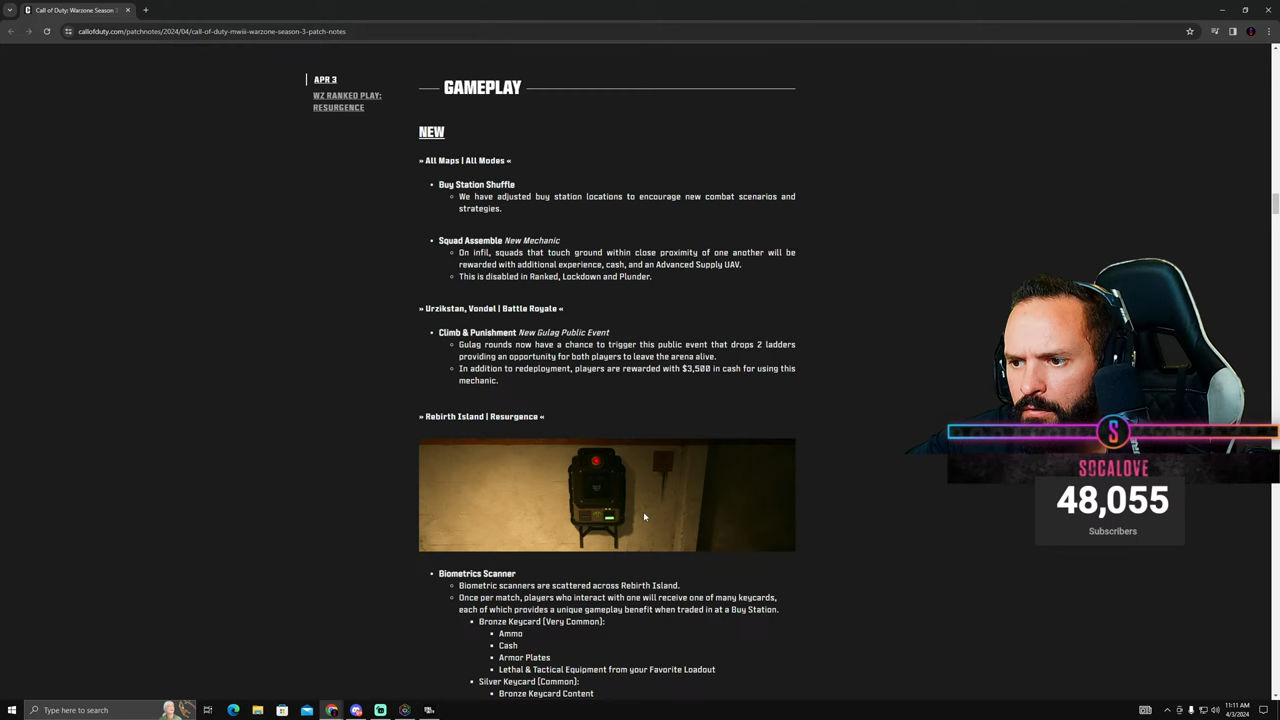 Call of Duty: Warzone Season 3
callofduty.com/patchnotes/2024/04/call-of-duty-mwiii-warzone-season-3-patch-notes
APR 3
WZ RANKED PLAY:
RESURGENCE
GAMEPLAY
NEW
» All Maps | All Modes «
• Buy Station Shuffle
We have adjusted buy station locations to encourage new combat scenarios and
strategies.
• Squad Assemble New Mechanic
On infil, squads that touch ground within close proximity of one another will be
rewarded with additional experience, cash, and an Advanced Supply UAV.
This is disabled in Ranked, Lockdown and Plunder.
» Urzikstan, Vondel | Battle Royale «
• Climb & Punishment New Gulag Public Event
Gulag rounds now have a chance to trigger this public event that drops 2 ladders
providing an opportunity for both players to leave the arena alive.
In addition to redeployment, players are rewarded with $3,500 in cash for using this
mechanic.
» Rebirth Island | Resurgence «
• Biometrics Scanner
Biometric scanners are scattered across Rebirth Island.
Once per match, players who interact with one will receive one of many keycards,
each of which provides a unique gameplay benefit when traded in at a Buy Station.
Bronze Keycard (Very Common):
Ammo
Cash
Armor Plates
Lethal & Tactical Equipment from your Favorite Loadout
Silver Keycard (Common):
Bronze Keycard Content
S
SOCALOVE
48,055
Subscribers
Type here to search
11:11 AM
4/3/2024